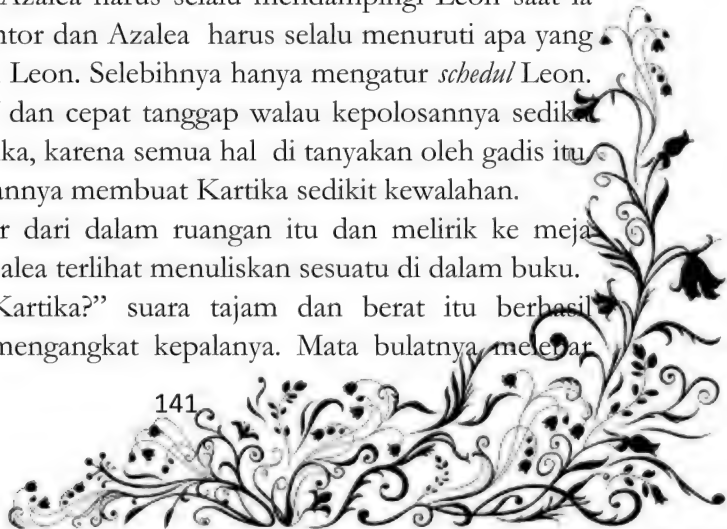 Azalea harus selalu mendampingi Leon saat ia
ntor dan Azalea harus selalu menuruti apa yang
Leon. Selebihnya hanya mengatur schedul Leon.
dan cepat tanggap walau kepolosannya sedikit
ka, karena semua hal di tanyakan oleh gadis itu
annya membuat Kartika sedikit kewalahan.
r dari dalam ruangan itu dan melirik ke meja
alea terlihat menuliskan sesuatu di dalam buku.
Kartika?” suara tajam dan berat itu berhasil
mengangkat kepalanya. Mata bulatnya melebar
141